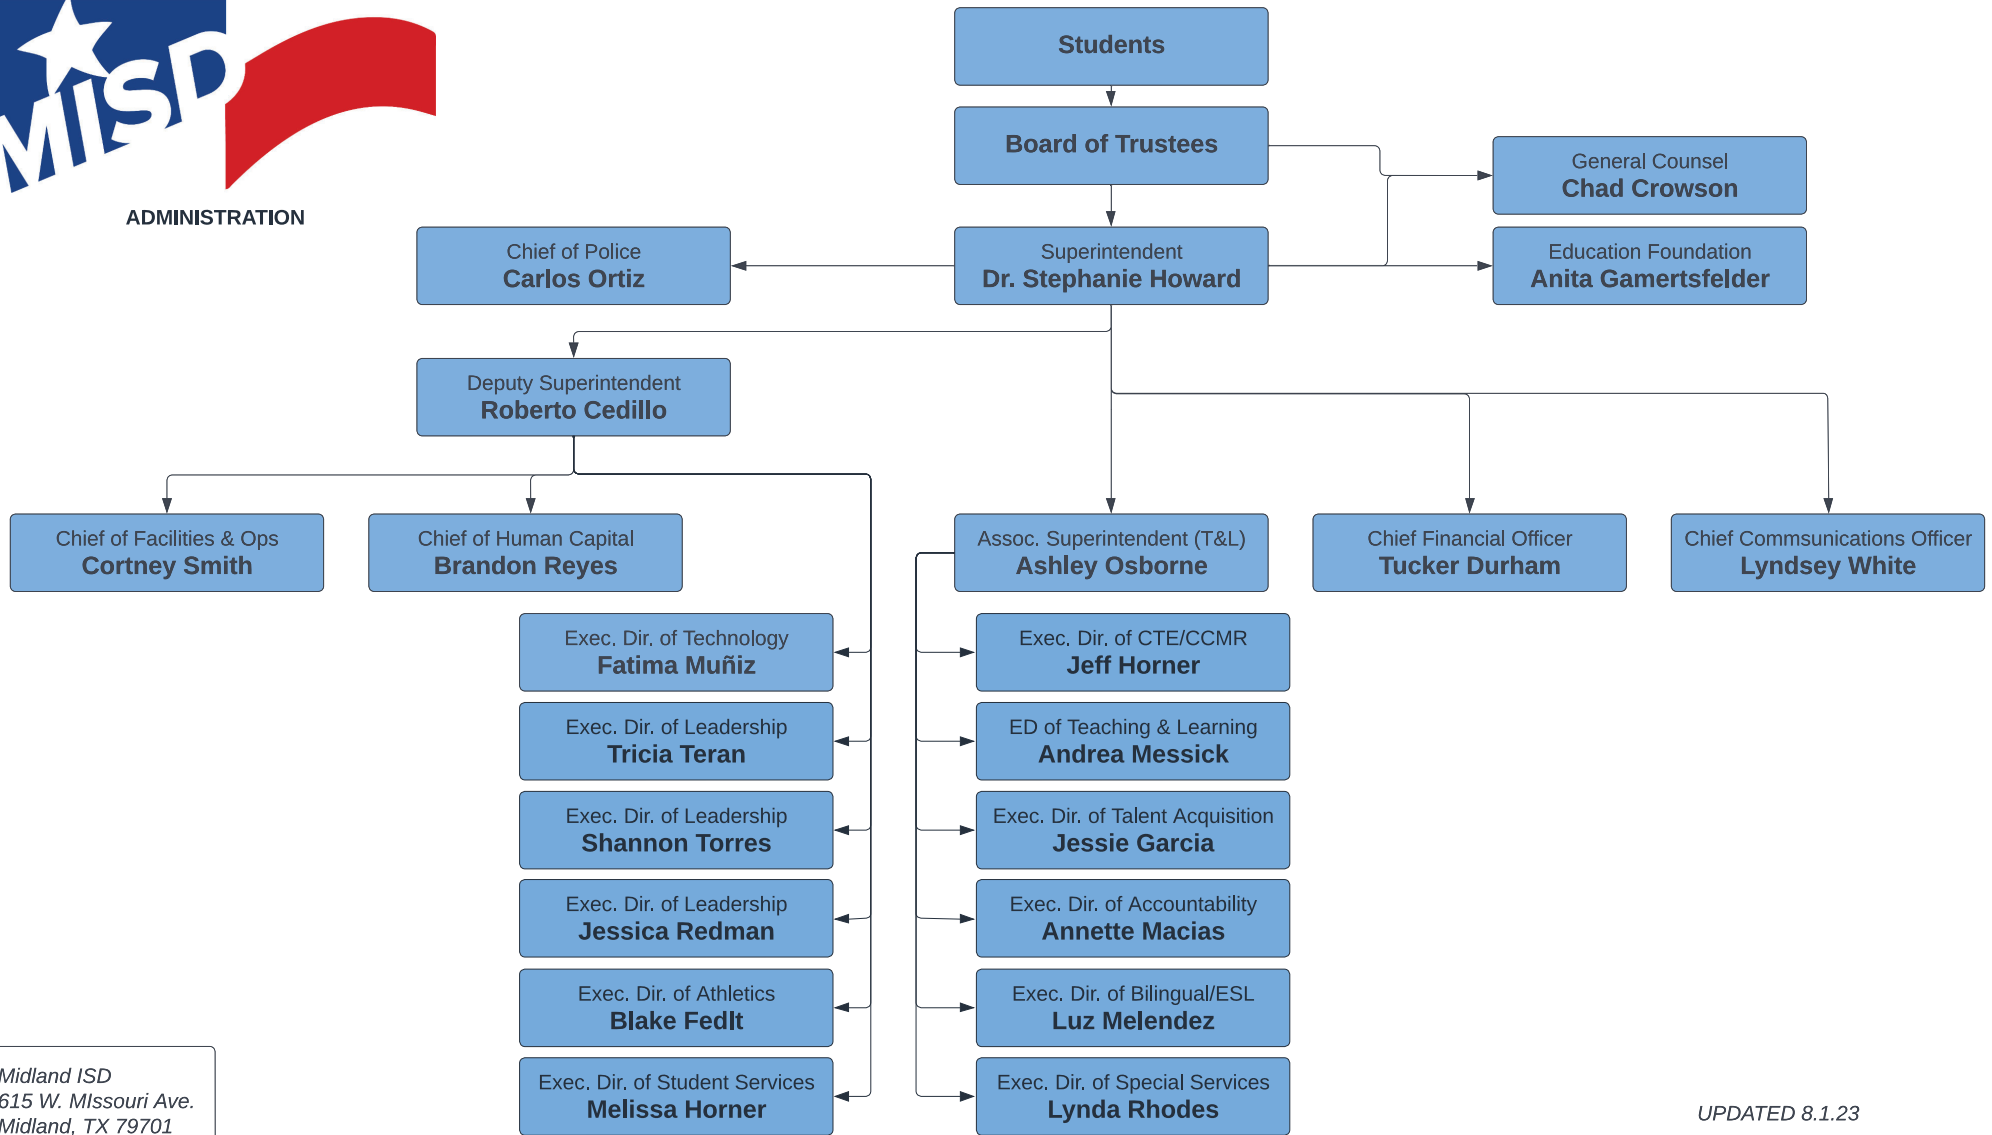 MISD
ADMINISTRATION
Students
Board of Trustees
General Counsel
Chad Crowson
Chief of Police
Carlos Ortiz
Superintendent
Dr. Stephanie Howard
Education Foundation
Anita Gamertsfelder
Deputy Superintendent
Roberto Cedillo
Chief of Facilities & Ops
Cortney Smith
Chief of Human Capital
Brandon Reyes
Assoc. Superintendent (T&L)
Ashley Osborne
Chief Financial Officer
Tucker Durham
Chief Commsunications Officer
Lyndsey White
Exec. Dir. of Technology
Fatima Muñiz
Exec. Dir. of CTE/CCMR
Jeff Horner
Exec. Dir. of Leadership
Tricia Teran
ED of Teaching & Learning
Andrea Messick
Exec. Dir. of Leadership
Shannon Torres
Exec. Dir. of Talent Acquisition
Jessie Garcia
Exec. Dir. of Leadership
Jessica Redman
Exec. Dir. of Accountability
Annette Macias
Exec. Dir. of Athletics
Blake Fedlt
Exec. Dir. of Bilingual/ESL
Luz Melendez
Exec. Dir. of Student Services
Melissa Horner
Exec. Dir. of Special Services
Lynda Rhodes
Midland ISD
615 W. MIssouri Ave.
Midland, TX 79701
UPDATED 8.1.23